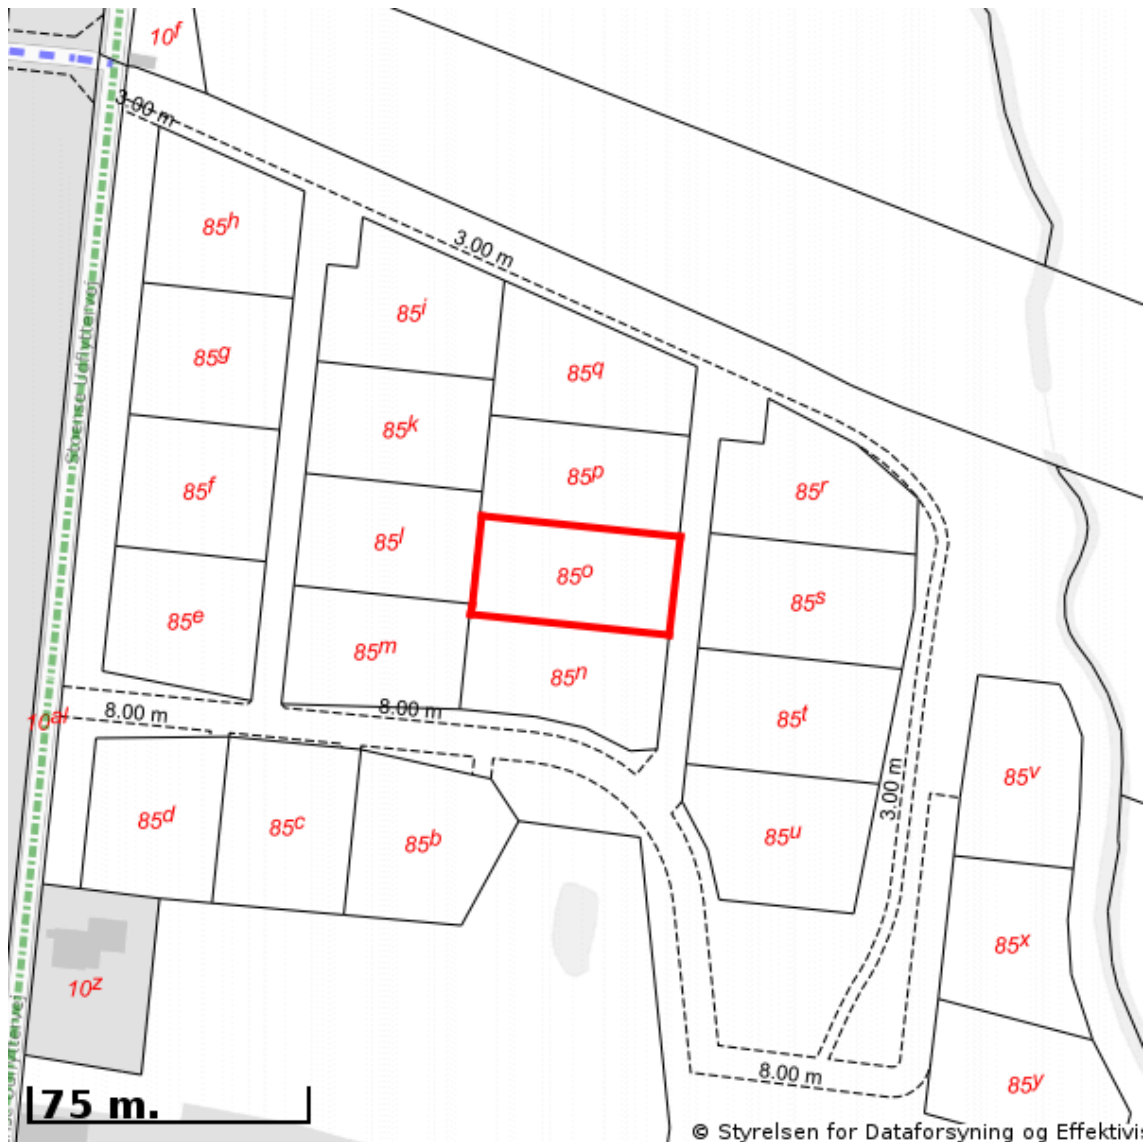 10f
3.00 m
85h
3.00 m
85i
85g
85q
85k
85p
85f
85r
85l
85o
85s
85e
85m
85n
10al
8.00 m
8.00 m
85t
85v
3.00 m
85d
85c
85b
85u
85x
10z
8.00 m
85y
75 m.
© Styrelsen for Dataforsyning og Effektivis